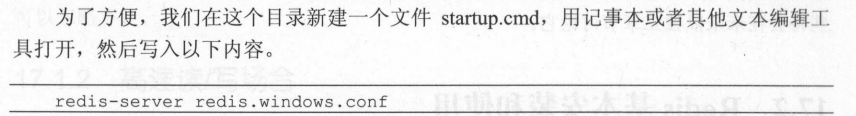 为了方便，我们在这个目录新建一个文件 startup.cmd，用记事本或者其他文本编辑工
具打开，然后写入以下内容。
redis-server redis.windows.conf